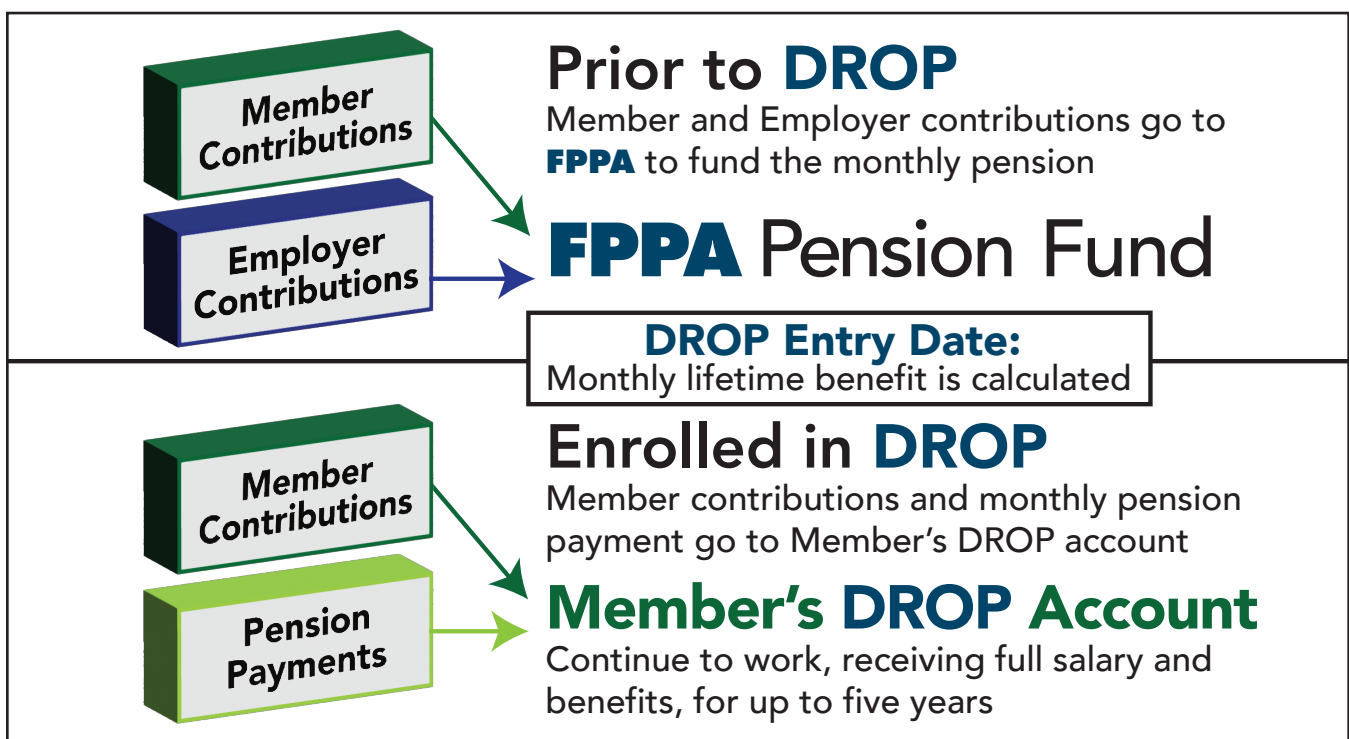 Member
Contributions
Employer
Contributions
Prior to DROP
Member and Employer contributions go to
FPPA to fund the monthly pension
FPPA Pension Fund
DROP Entry Date:
Monthly lifetime benefit is calculated
Member
Contributions
Pension
Payments
Enrolled in DROP
Member contributions and monthly pension
payment go to Member’s DROP account
Member’s DROP Account
Continue to work, receiving full salary and
benefits, for up to five years